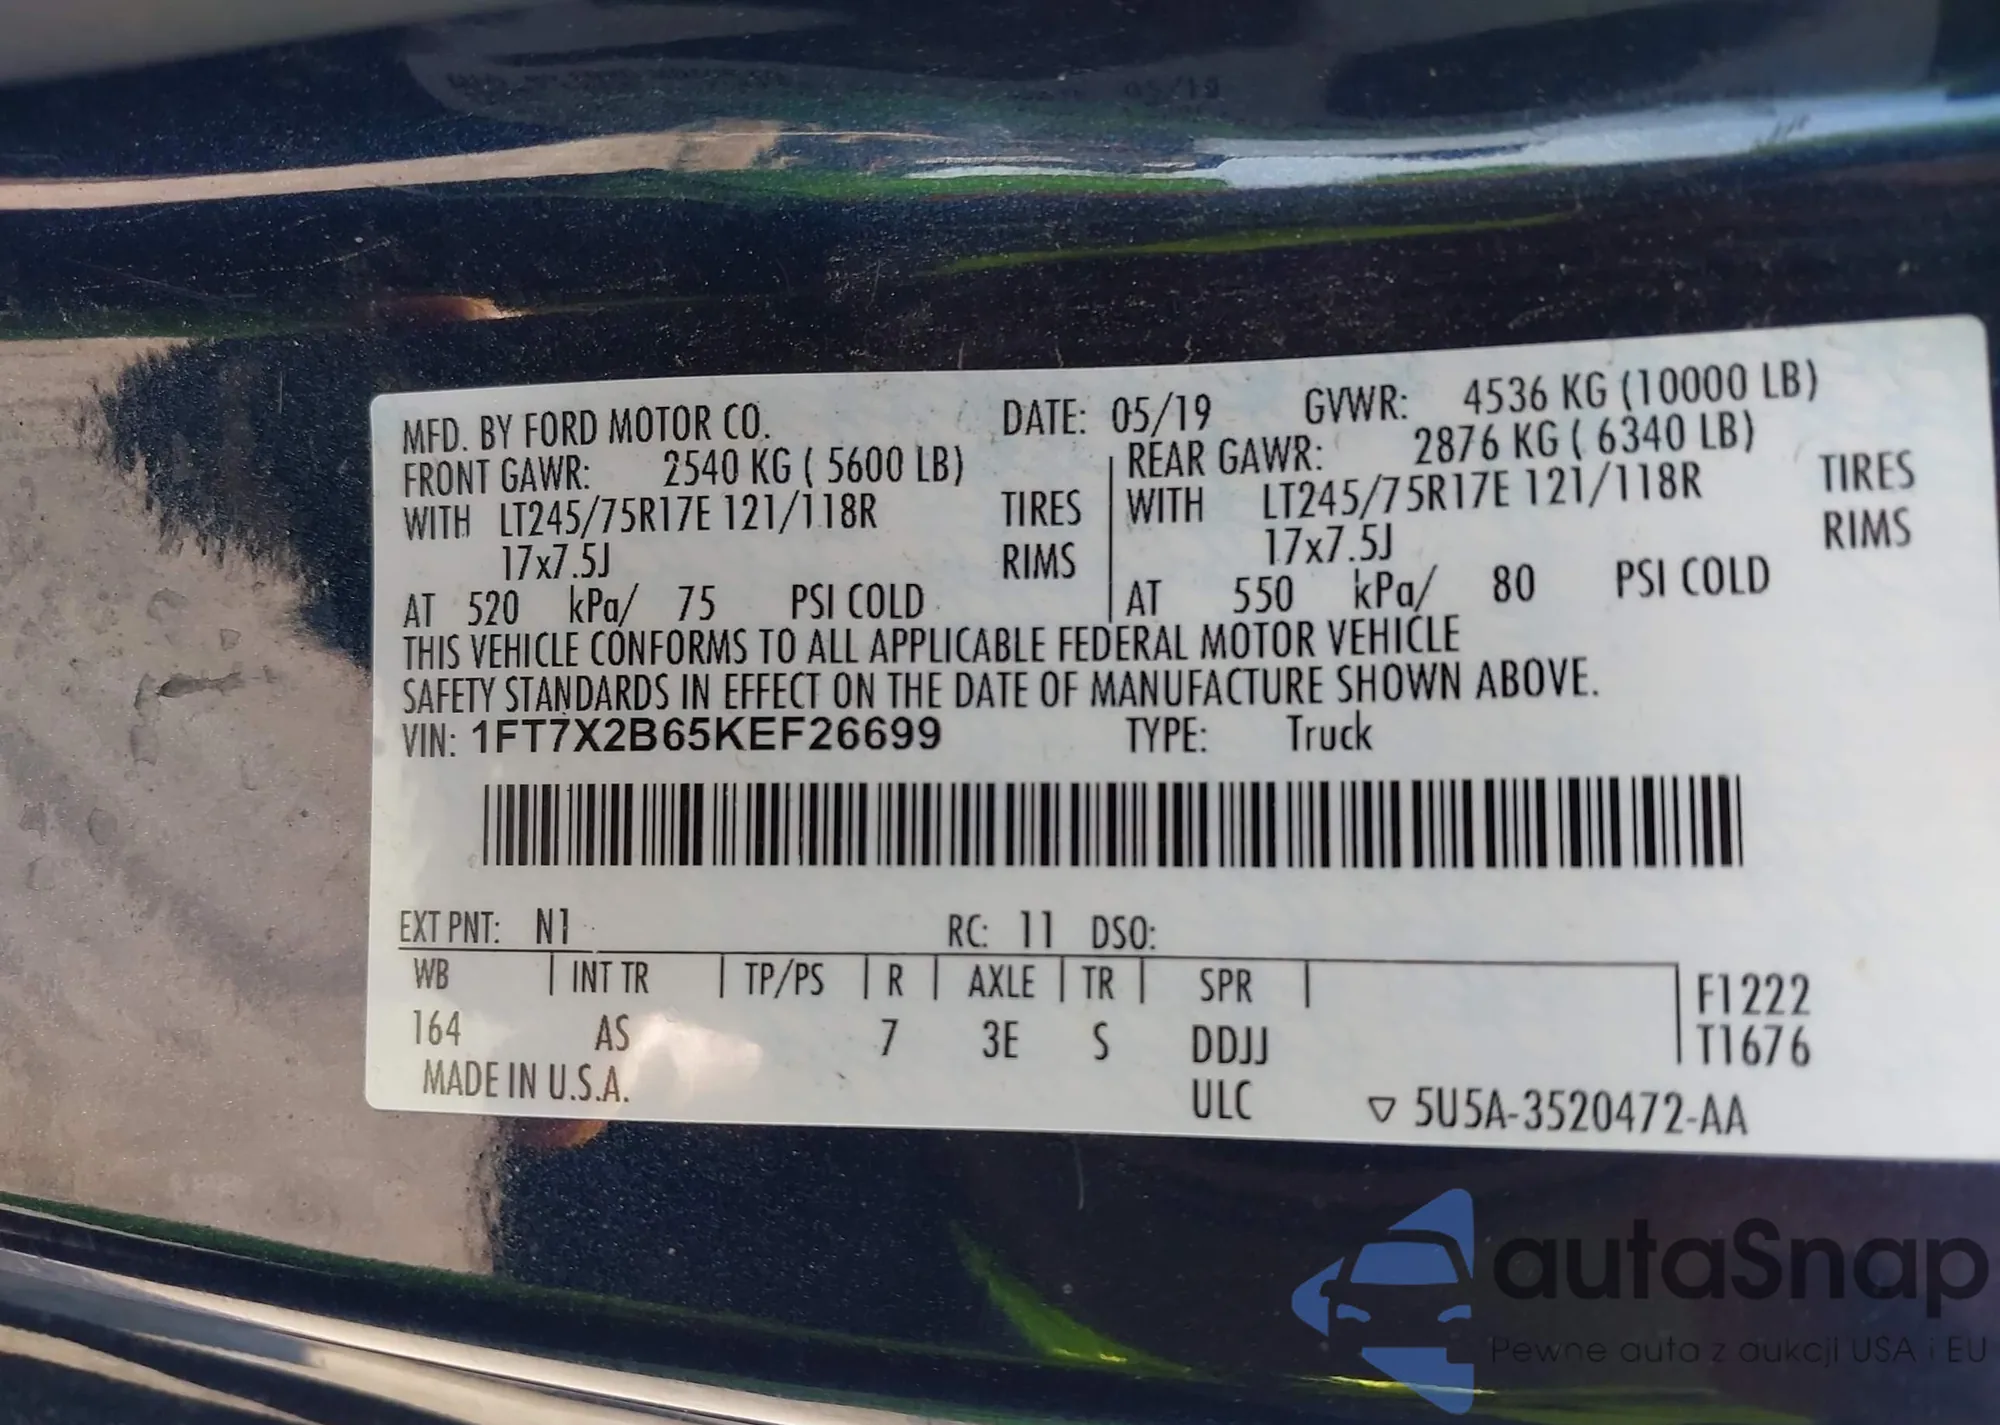 05/19
MFD. BY FORD MOTOR CO. DATE: 05/19 GVWR: 4536 KG (10000 LB)
FRONT GAWR: 2540 KG ( 5600 LB) REAR GAWR: 2876 KG ( 6340 LB)
WITH LT245/75R17E 121/118R TIRES WITH LT245/75R17E 121/118R TIRES
17x7.5J RIMS 17x7.5J RIMS
AT 520 kPa/ 75 PSI COLD AT 550 kPa/ 80 PSI COLD
THIS VEHICLE CONFORMS TO ALL APPLICABLE FEDERAL MOTOR VEHICLE
SAFETY STANDARDS IN EFFECT ON THE DATE OF MANUFACTURE SHOWN ABOVE.
VIN: 1FT7X2B65KEF26699 TYPE: Truck
EXT PNT: N1 RC: 11 DSO:
WB INT TR TP/PS R AXLE TR SPR F1222
164 AS 7 3E S DDJJ T1676
MADE IN U.S.A. ULC ▽ 5U5A-3520472-AA
autaSnap
Pewne auta z aukcji USA i EU